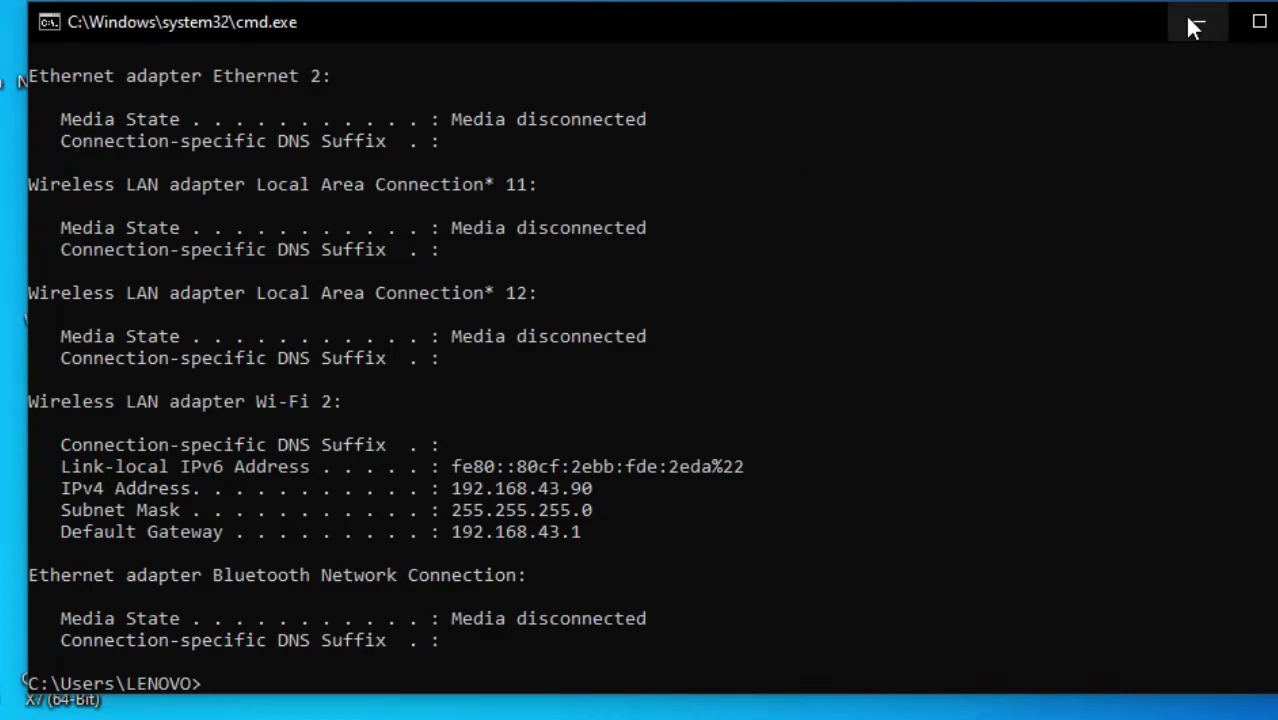 C:\Windows\system32\cmd.exe
Ethernet adapter Ethernet 2:
Media State . . . . . . . . . . . : Media disconnected
Connection-specific DNS Suffix  . :
Wireless LAN adapter Local Area Connection* 11:
Media State . . . . . . . . . . . : Media disconnected
Connection-specific DNS Suffix  . :
Wireless LAN adapter Local Area Connection* 12:
Media State . . . . . . . . . . . : Media disconnected
Connection-specific DNS Suffix  . :
Wireless LAN adapter Wi-Fi 2:
Connection-specific DNS Suffix  . :
Link-local IPv6 Address . . . . . : fe80::80cf:2ebb:fde:2eda%22
IPv4 Address. . . . . . . . . . . : 192.168.43.90
Subnet Mask . . . . . . . . . . . : 255.255.255.0
Default Gateway . . . . . . . . . : 192.168.43.1
Ethernet adapter Bluetooth Network Connection:
Media State . . . . . . . . . . . : Media disconnected
Connection-specific DNS Suffix  . :
C:\Users\LENOVO>
X7 (64-Bit)